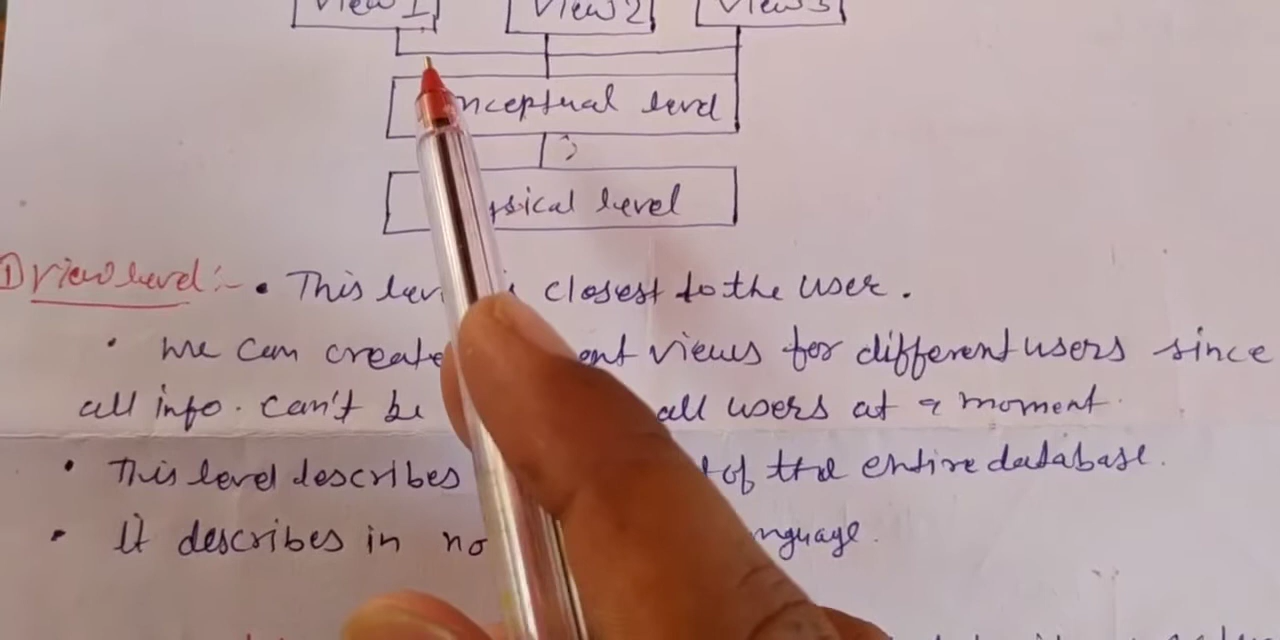 View 1 View 2 View 3
nceptual level
sical level
1) View level :- • This lev closest to the user.
• we can create ent views for different users since
all info. can't be all users at a moment.
• This level describes of the entire database.
• It describes in no nguage.